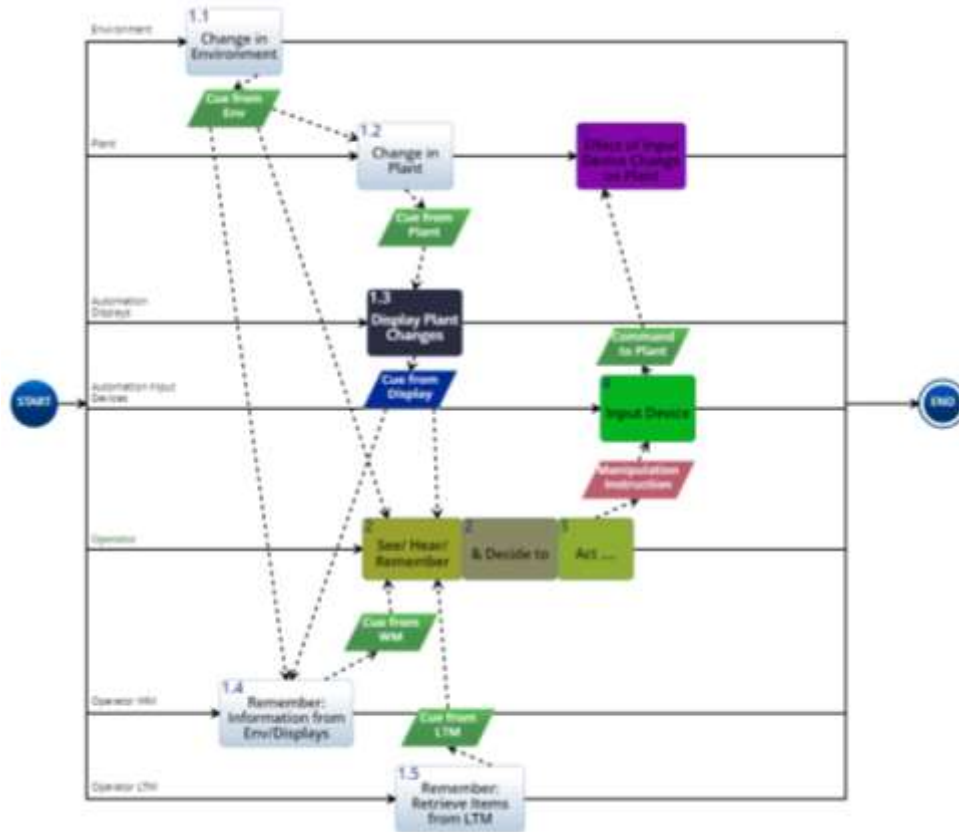 Environment
1.1
Change in
Environment
Cue from
Env
Plant
1.2
Change in
Plant
Effect of Input
Device Change
on Plant
Cue from
Plant
Automation
Displays
1.3
Display Plant
Changes
Command
to Plant
START
Automation Input
Devices
Cue from
Display
4
Input Device
END
Manipulation
Instruction
Operator
2
See/ Hear/
Remember
2
& Decide to
3
Act ....
Cue from
WM
Operator WM
1.4
Remember:
Information from
Env/Displays
Cue from
LTM
Operator LTM
1.5
Remember:
Retrieve Items
from LTM